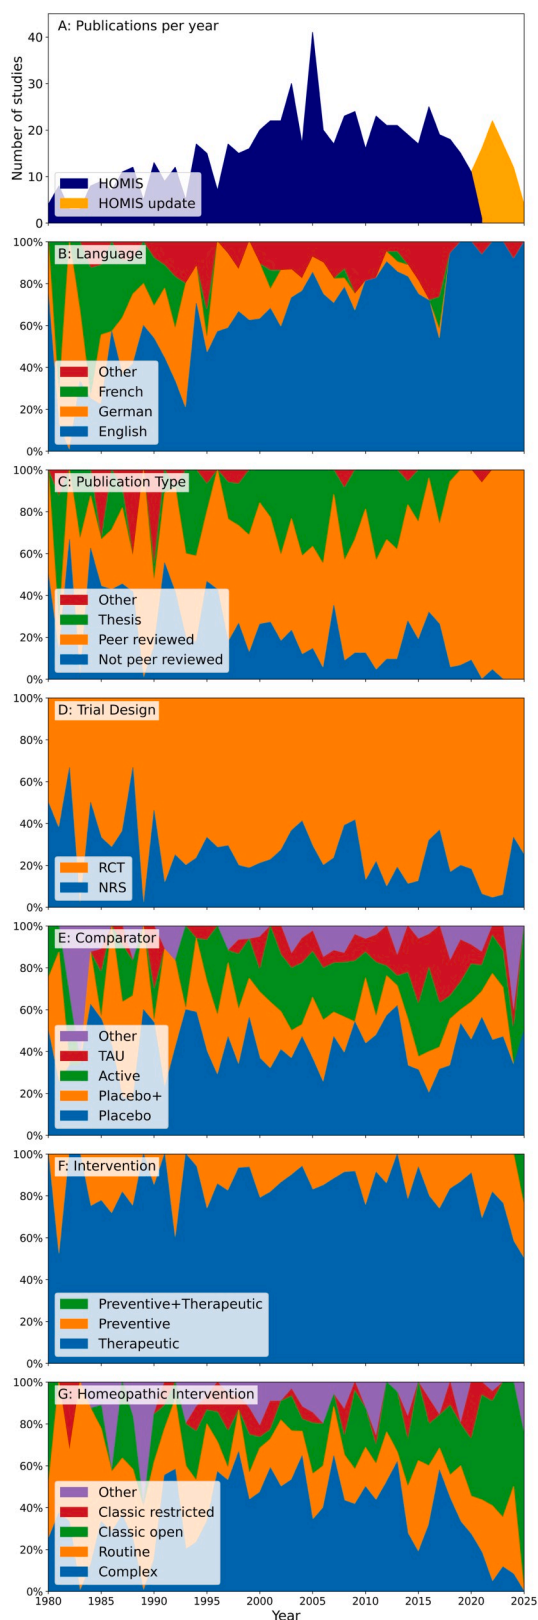 A: Publications per year
40
30
20
10
0
Number of studies
HOMIS
HOMIS update
B: Language
100%
80%
60%
40%
20%
0%
Other
French
German
English
C: Publication Type
100%
80%
60%
40%
20%
0%
Other
Thesis
Peer reviewed
Not peer reviewed
D: Trial Design
100%
80%
60%
40%
20%
0%
RCT
NRS
E: Comparator
100%
80%
60%
40%
20%
0%
Other
TAU
Active
Placebo+
Placebo
F: Intervention
100%
80%
60%
40%
20%
0%
Preventive+Therapeutic
Preventive
Therapeutic
G: Homeopathic Intervention
100%
80%
60%
40%
20%
0%
Other
Classic restricted
Classic open
Routine
Complex
1980 1985 1990 1995 2000 2005 2010 2015 2020 2025
Year